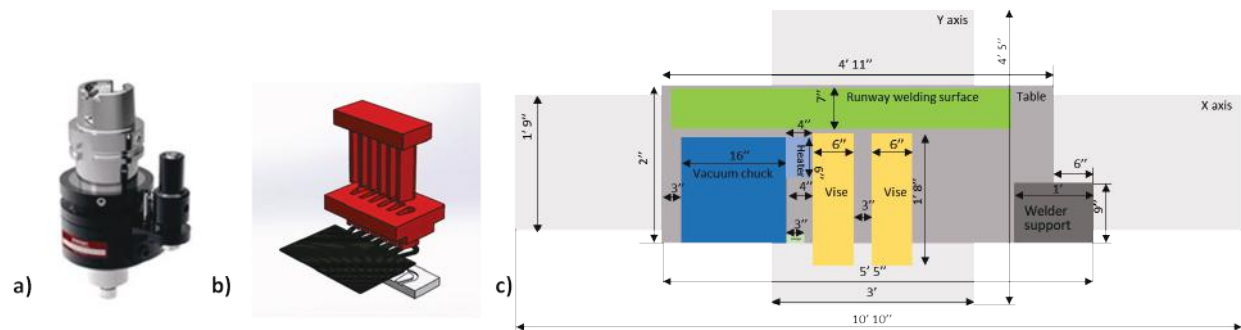 a)
b)
c)
Y axis
4' 5"
4' 11"
Runway welding surface
Table
X axis
1' 9"
7"
2"
4"
16"
Vacuum chuck
Heater
6"
6"
6"
Vise
Vise
6"
3"
4"
3"
1' 8"
1'
Welder
support
9"
3"
5' 5"
3'
10' 10"